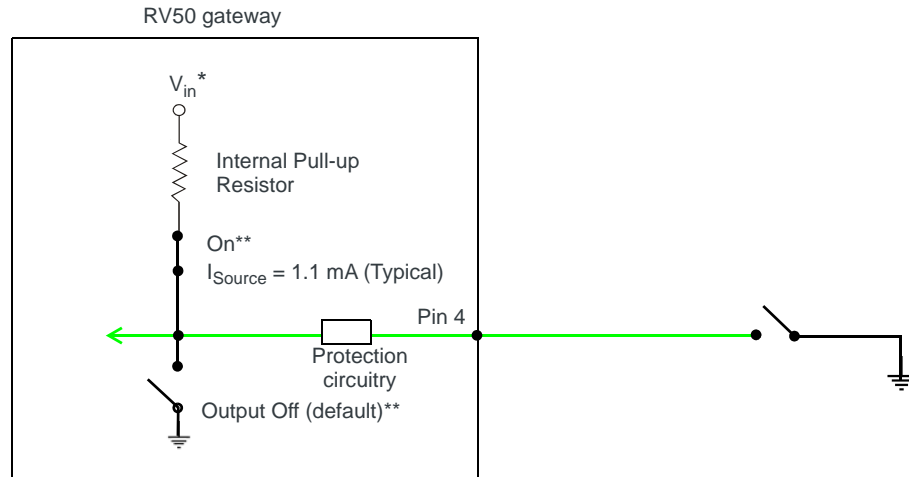 RV50 gateway
Vin*
Internal Pull-up
Resistor
On**
ISource = 1.1 mA (Typical)
Pin 4
Protection
circuitry
Output Off (default)**